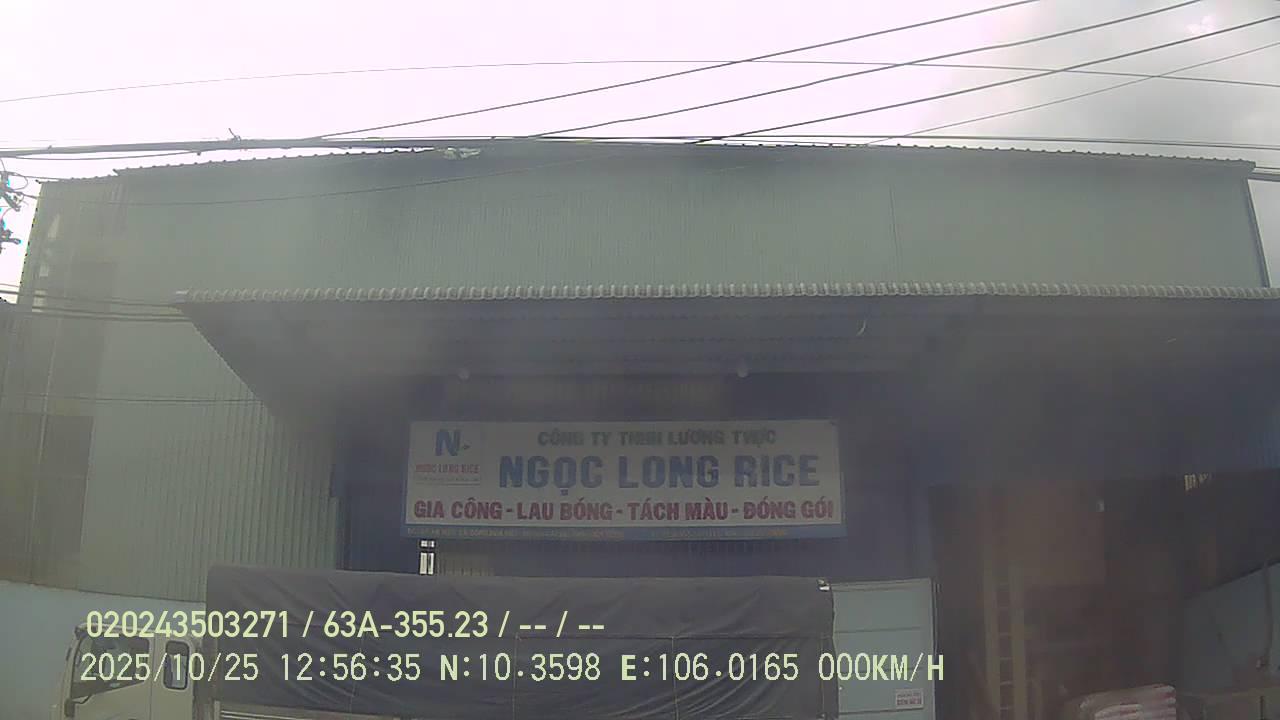 CÔNG TY TNHH LƯƠNG THỰC
N
NGỌC LONG RICE
NGỌC LONG RICE
GIA CÔNG - LAU BÓNG - TÁCH MÀU - ĐÓNG GÓI
020243503271 / 63A-355.23 / -- / --
2025/10/25 12:56:35 N:10.3598 E:106.0165 000KM/H